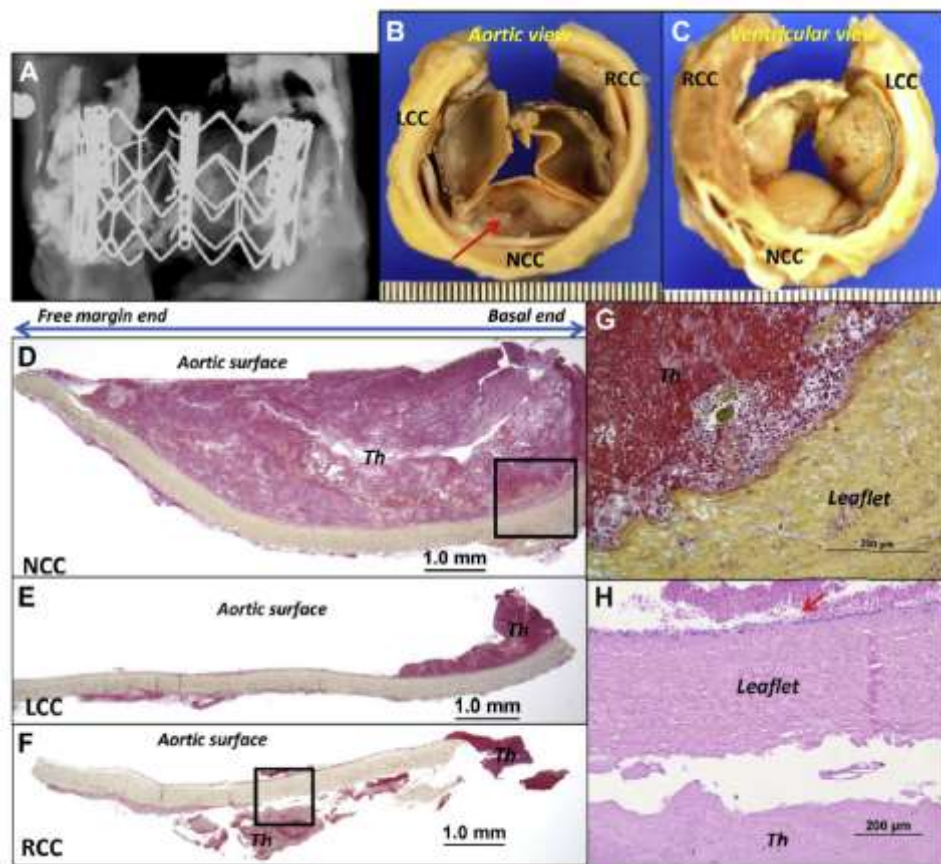 A
B
Aortic view
RCC
LCC
NCC
C
Ventricular view
RCC
LCC
NCC
Free margin end
Basal end
D
Aortic surface
Th
1.0 mm
NCC
E
Aortic surface
Th
1.0 mm
LCC
F
Aortic surface
Th
Th
1.0 mm
RCC
G
Th
Leaflet
200 µm
H
Leaflet
Th
200 µm